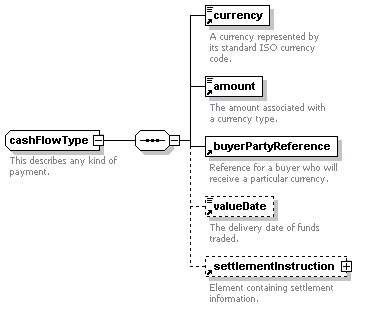 currency
A currency represented by
its standard ISO currency
code.
amount
The amount associated with
a currency type.
cashFlowType
This describes any kind of
payment.
buyerPartyReference
Reference for a buyer who will
receive a particular currency.
valueDate
The delivery date of funds
traded.
settlementInstruction
Element containing settlement
information.